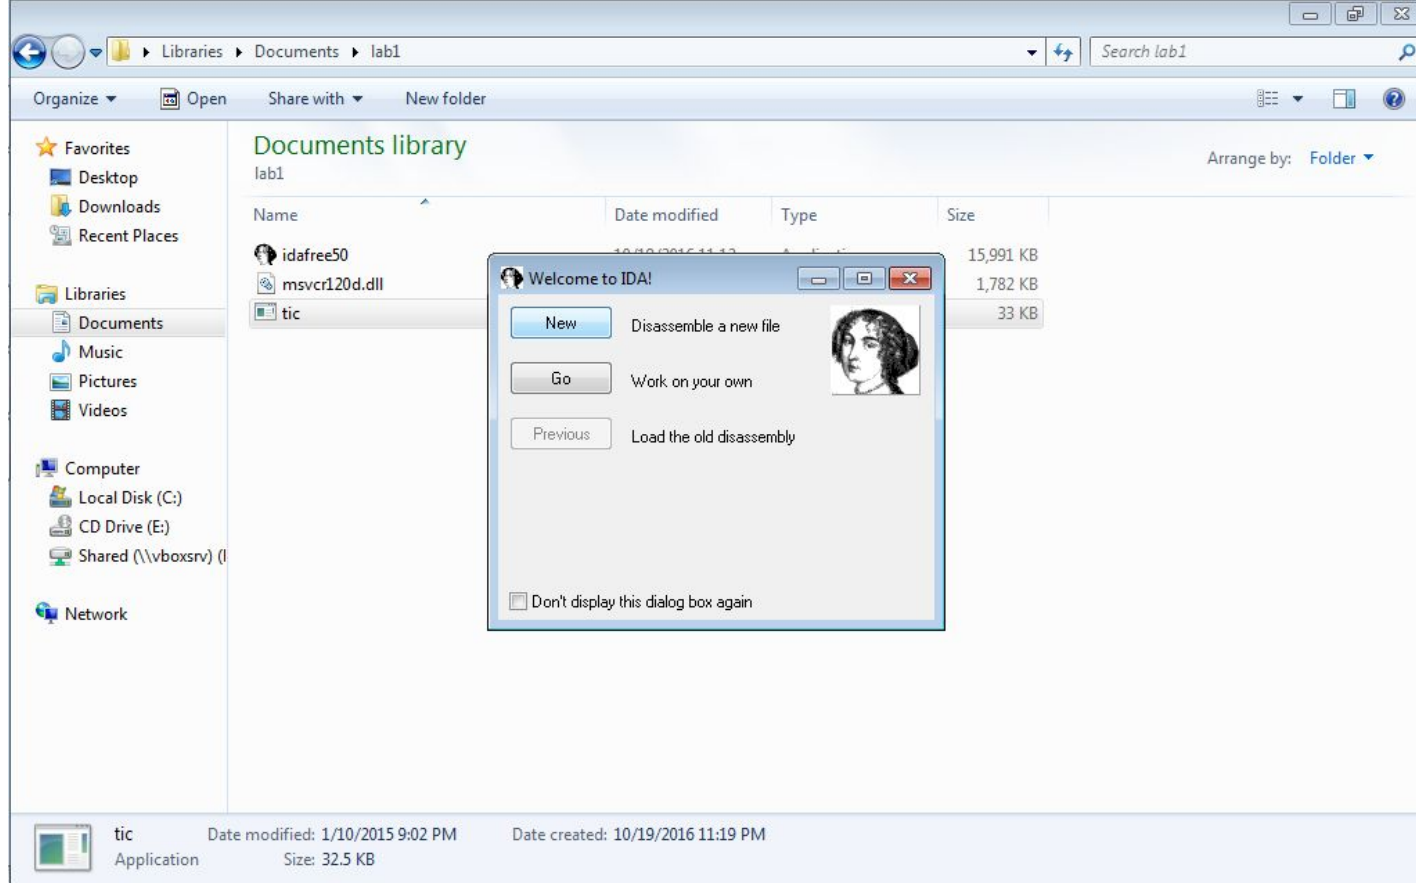 Libraries Documents lab1 Search lab1
Organize Open Share with New folder
Favorites
Desktop
Downloads
Recent Places
Libraries
Documents
Music
Pictures
Videos
Computer
Local Disk (C:)
CD Drive (E:)
Shared (\\vboxsrv) (
Network
Documents library
lab1
Arrange by: Folder
Name Date modified Type Size
idafree50 15,991 KB
msvcr120d.dll 1,782 KB
tic 33 KB
Welcome to IDA!
New Disassemble a new file
Go Work on your own
Previous Load the old disassembly
Don't display this dialog box again
tic Date modified: 1/10/2015 9:02 PM Date created: 10/19/2016 11:19 PM
Application Size: 32.5 KB